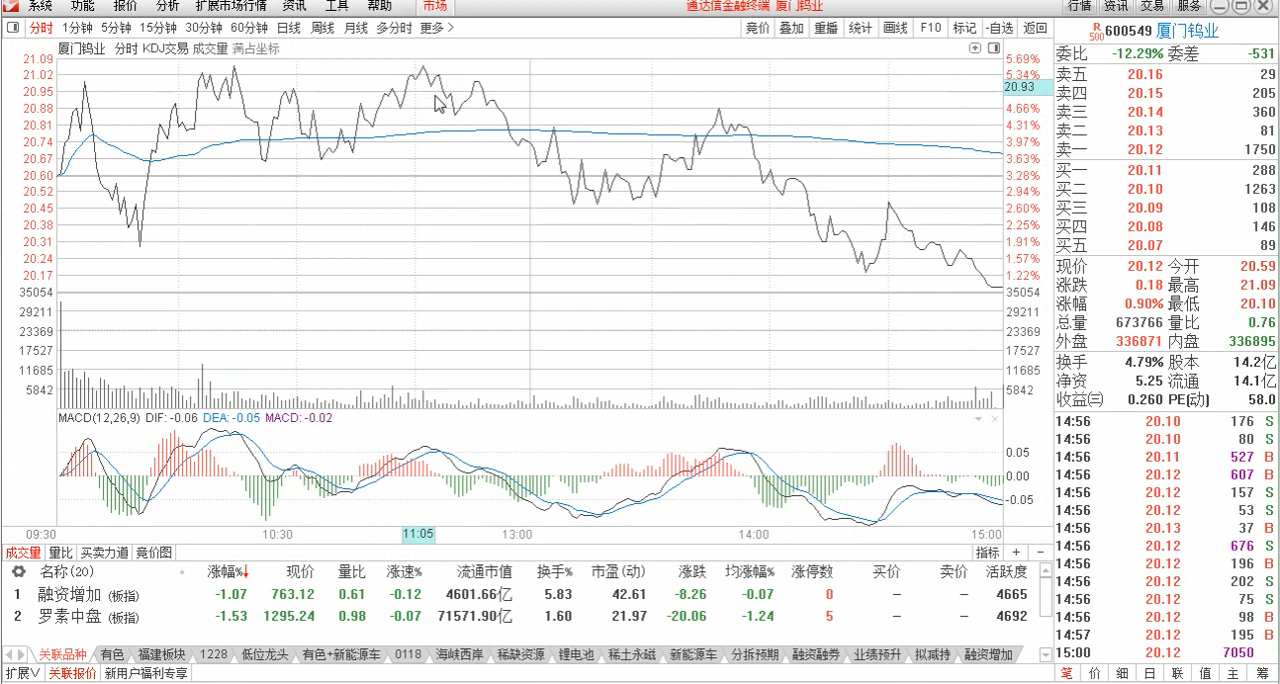 系统 功能 报价 分析 扩展市场行情 资讯 工具 帮助 市场 通达信金融终端 厦门钨业 行情 资讯 交易 服务
分时 1分钟 5分钟 15分钟 30分钟 60分钟 日线 周线 月线 多分时 更多> 竞价 叠加 重播 统计 画线 F10 标记 -自选 返回
R 500 600549 厦门钨业
厦门钨业 分时 KDJ交易 成交量 满占坐标
21.09 5.69%
21.02 5.34%
20.95 20.93
20.88 4.66%
20.81 4.31%
20.74 3.97%
20.67 3.63%
20.60 3.28%
20.52 2.94%
20.45 2.60%
20.38 2.25%
20.31 1.91%
20.24 1.57%
20.17 1.22%
35054 35054
29211 29211
23369 23369
17527 17527
11685 11685
5842 5842
MACD(12,26,9) DIF: -0.06 DEA: -0.05 MACD: -0.02
0.05
0.00
-0.05
09:30 10:30 11:05 13:00 14:00 15:00
委比 -12.29% 委差 -531
卖五 20.16 29
卖四 20.15 205
卖三 20.14 360
卖二 20.13 81
卖一 20.12 1750
买一 20.11 288
买二 20.10 1263
买三 20.09 108
买四 20.08 146
买五 20.07 89
现价 20.12 今开 20.59
涨跌 0.18 最高 21.09
涨幅 0.90% 最低 20.10
总量 673766 量比 0.76
外盘 336871 内盘 336895
换手 4.79% 股本 14.2亿
净资 5.25 流通 14.1亿
收益㈢ 0.260 PE(动) 58.0
14:56 20.10 176 S
14:56 20.10 80 S
14:56 20.11 527 B
14:56 20.12 607 B
14:56 20.12 157 S
14:56 20.12 53 S
14:56 20.13 37 B
14:56 20.12 676 S
14:56 20.12 196 B
14:56 20.12 202 S
14:56 20.12 75 S
14:56 20.12 98 B
14:57 20.12 195 B
15:00 20.12 7050
成交量 量比 买卖力道 竞价图 指标 + -
名称(20) 涨幅%↓ 现价 量比 涨速% 流通市值 换手% 市盈(动) 涨跌 均涨幅% 涨停数 买价 卖价 活跃度
1 融资增加 (板指) -1.07 763.12 0.61 -0.12 4601.66亿 5.83 42.61 -8.26 -0.07 0 — — 4665
2 罗素中盘 (板指) -1.53 1295.24 0.98 -0.07 71571.90亿 1.60 21.97 -20.06 -1.24 5 — — 4692
关联品种 有色 福建板块 1228 低位龙头 有色+新能源车 0118 海峡西岸 稀缺资源 锂电池 稀土永磁 新能源车 分拆预期 融资融券 业绩预升 拟减持 融资增加
扩展∨ 关联报价 新用户福利专享 笔 价 细 日 联 值 主 筹